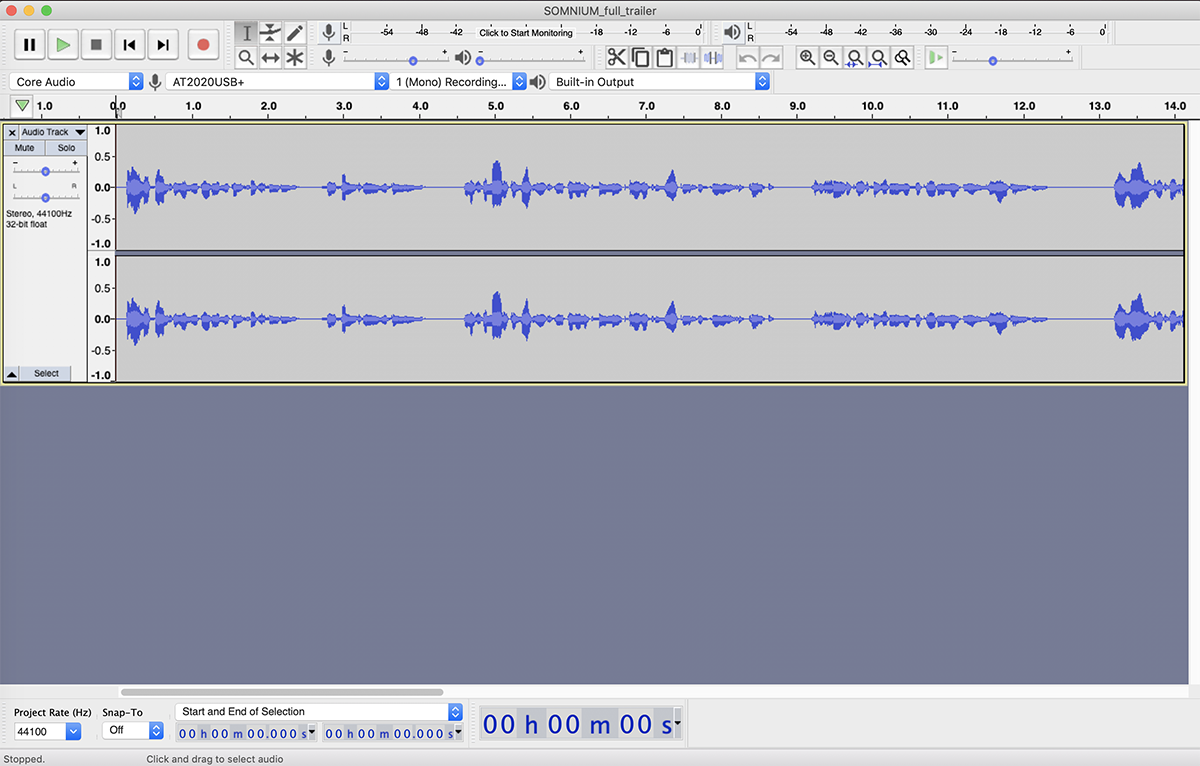 SOMNIUM_full_trailer
L
R
-54 -48 -42 Click to Start Monitoring -18 -12 -6 0
L
R
-54 -48 -42 -36 -30 -24 -18 -12 -6 0
- +
- +
- +
Core Audio
AT2020USB+
1 (Mono) Recording...
Built-in Output
1.0 0.0 1.0 2.0 3.0 4.0 5.0 6.0 7.0 8.0 9.0 10.0 11.0 12.0 13.0 14.0
Audio Track
Mute Solo
- +
L R
Stereo, 44100Hz
32-bit float
1.0
0.5
0.0
-0.5
-1.0
1.0
0.5
0.0
-0.5
-1.0
Select
Project Rate (Hz)
44100
Snap-To
Off
Start and End of Selection
00 h 00 m 00.000 s
00 h 00 m 00.000 s
00 h 00 m 00 s
Stopped.
Click and drag to select audio